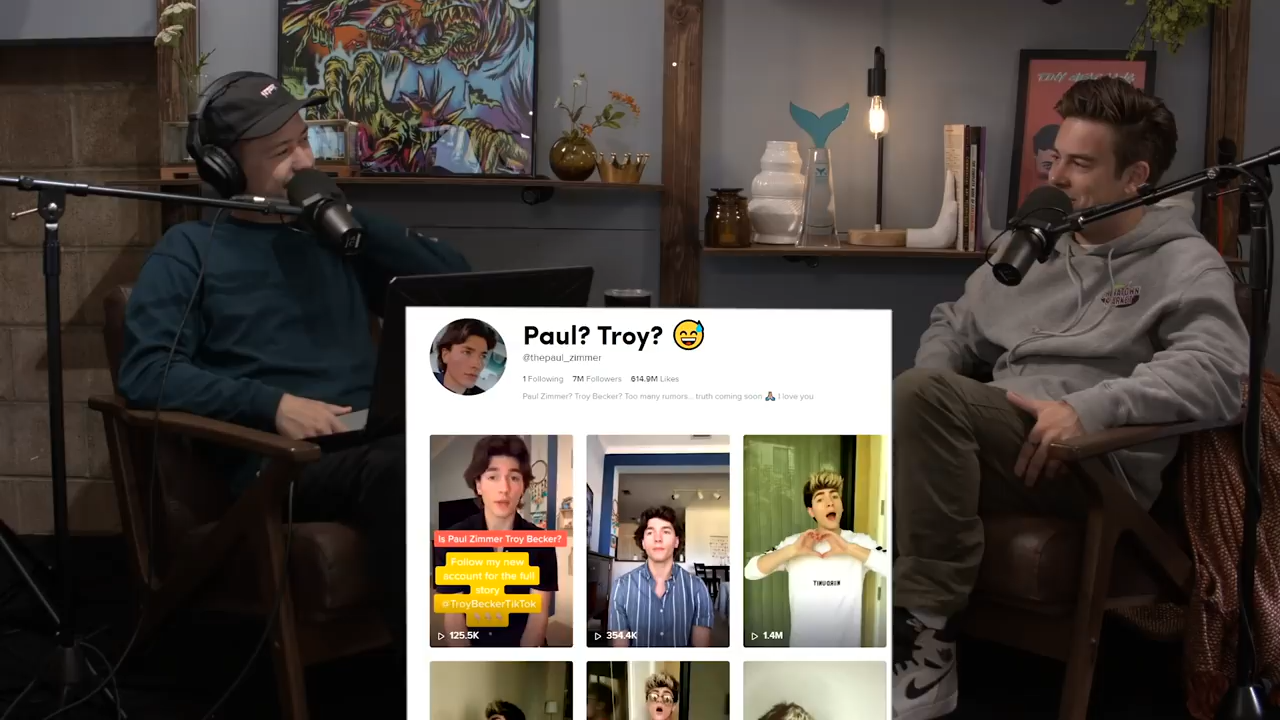 Paul? Troy? 😅
@thepaul_zimmer
1 Following 7M Followers 614.9M Likes
Paul Zimmer? Troy Becker? Too many rumors... truth coming soon 🙏🏼 I love you
Is Paul Zimmer Troy Becker?
Follow my new
account for the full
story
@TroyBeckerTikTok
125.5K
354.4K
1.4M